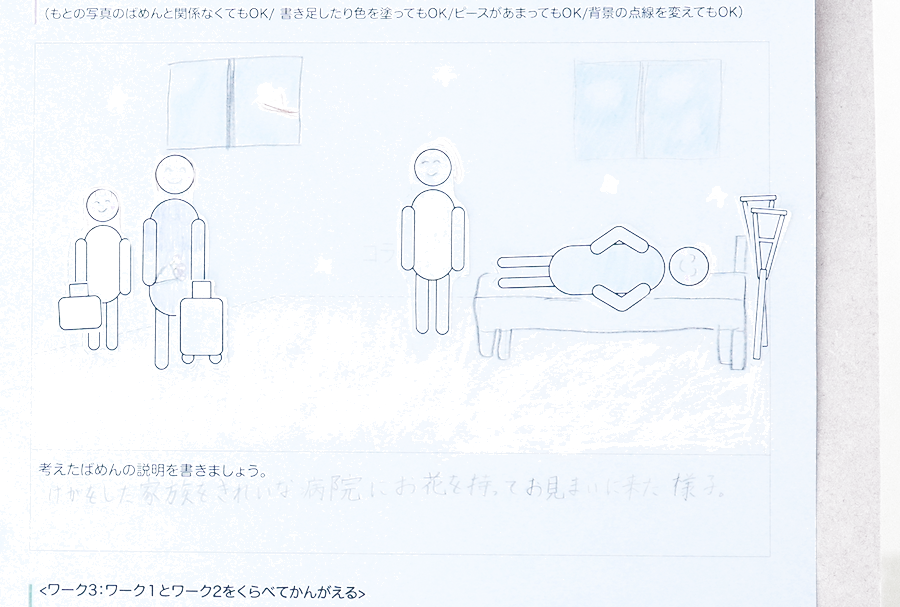 (もとの写真のばめんと関係なくてもOK/ 書き足したり色を塗ってもOK/ピースがあまってもOK/背景の点線を変えてもOK)
考えたばめんの説明を書きましょう。
けがをした家族をきれいな病院にお花を持ってお見まいに来た様子。
<ワーク3:ワーク1とワーク2をくらべてかんがえる>